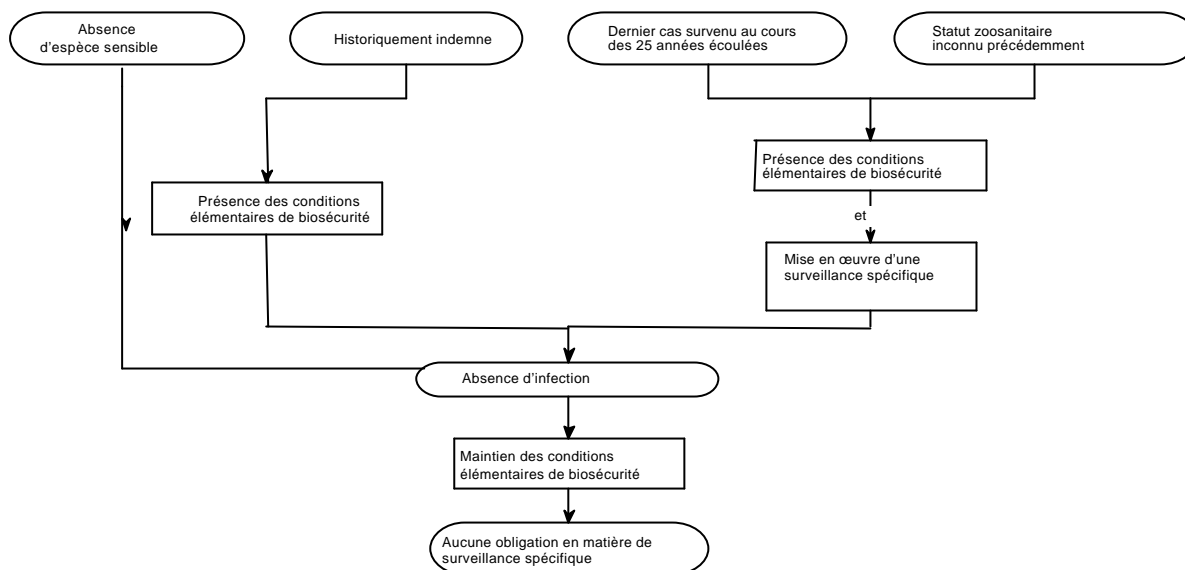 Absence
d'espèce sensible
Historiquement indemne
Dernier cas survenu au cours
des 25 années écoulées
Statut zoosanitaire
inconnu précédemment
Présence des conditions
élémentaires de biosécurité
Présence des conditions
élémentaires de biosécurité
et
Mise en œuvre d'une
surveillance spécifique
Absence d'infection
Maintien des conditions
élémentaires de biosécurité
Aucune obligation en matière de
surveillance spécifique